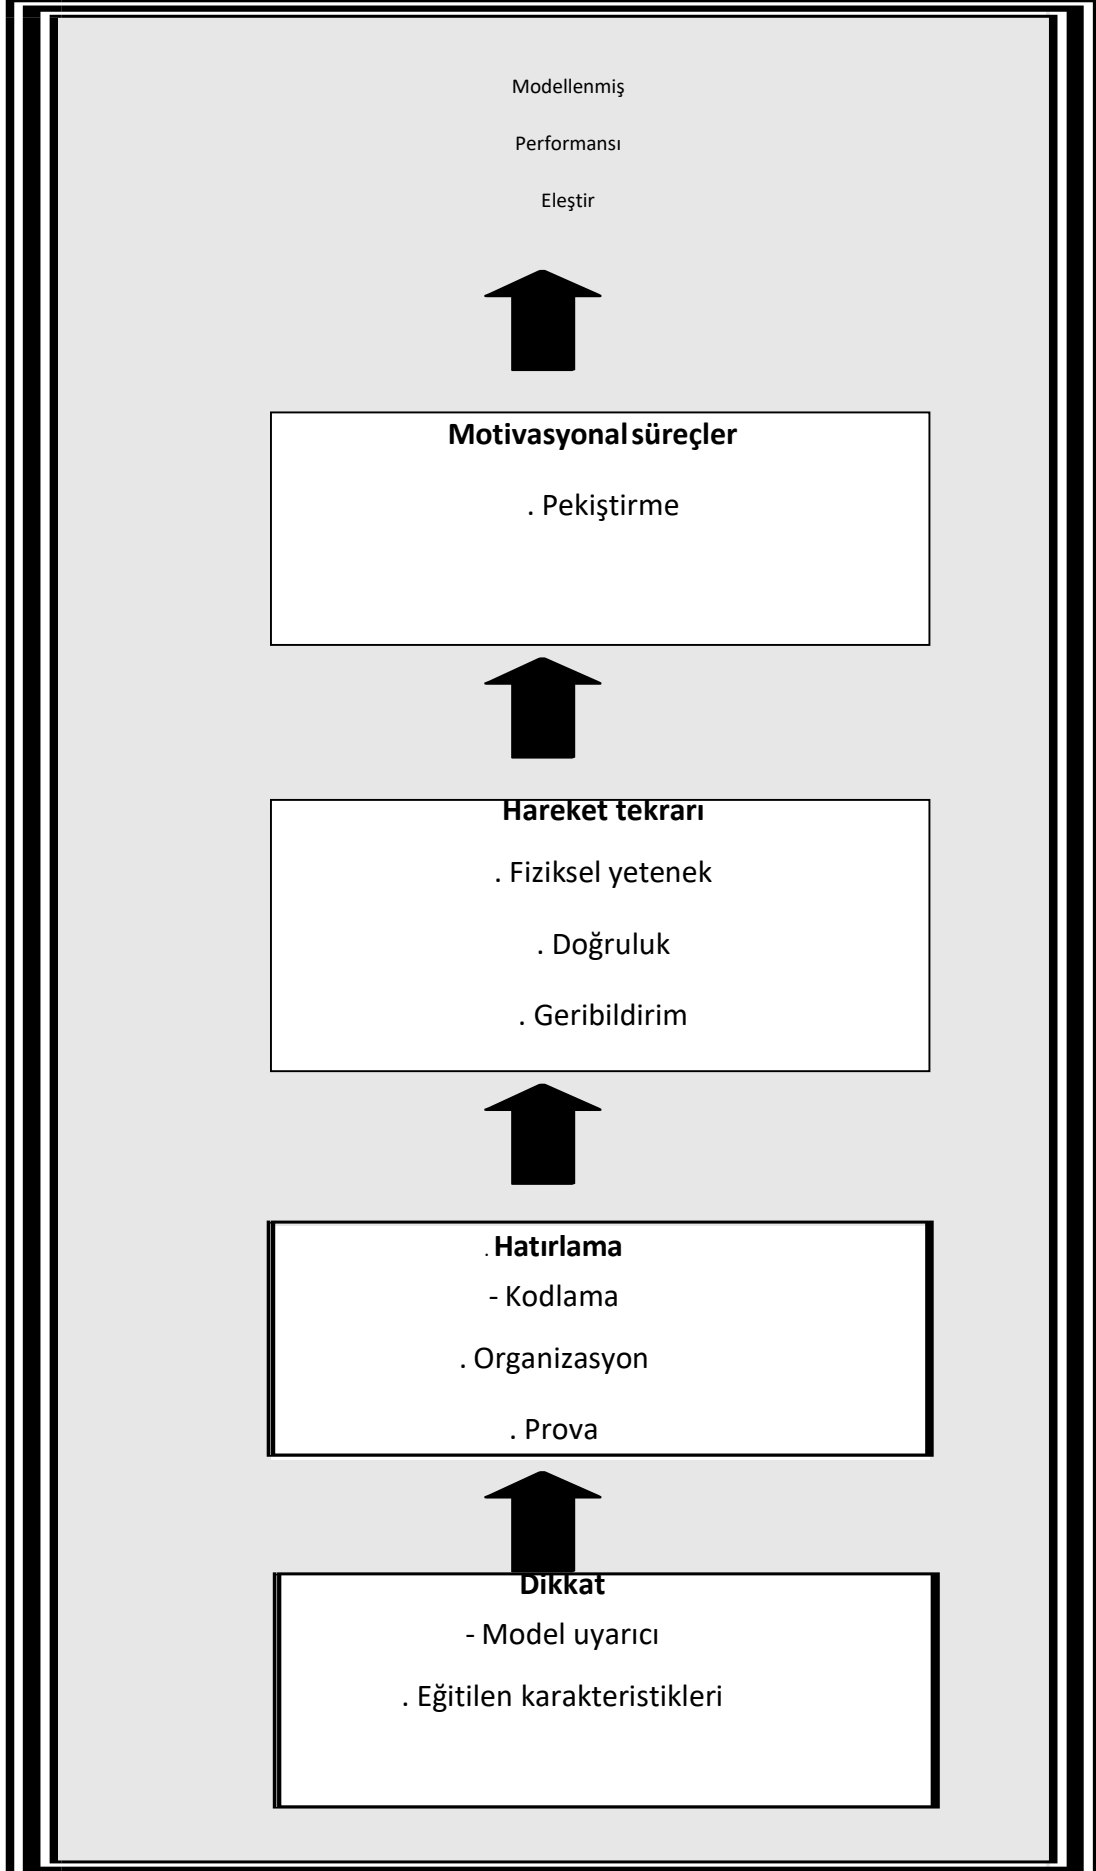 Modellenmiş
Performansı
Eleştir
Motivasyonal süreçler
. Pekiştirme
Hareket tekrarı
. Fiziksel yetenek
. Doğruluk
. Geribildirim
. Hatırlama
- Kodlama
. Organizasyon
. Prova
Dikkat
- Model uyarıcı
. Eğitilen karakteristikleri